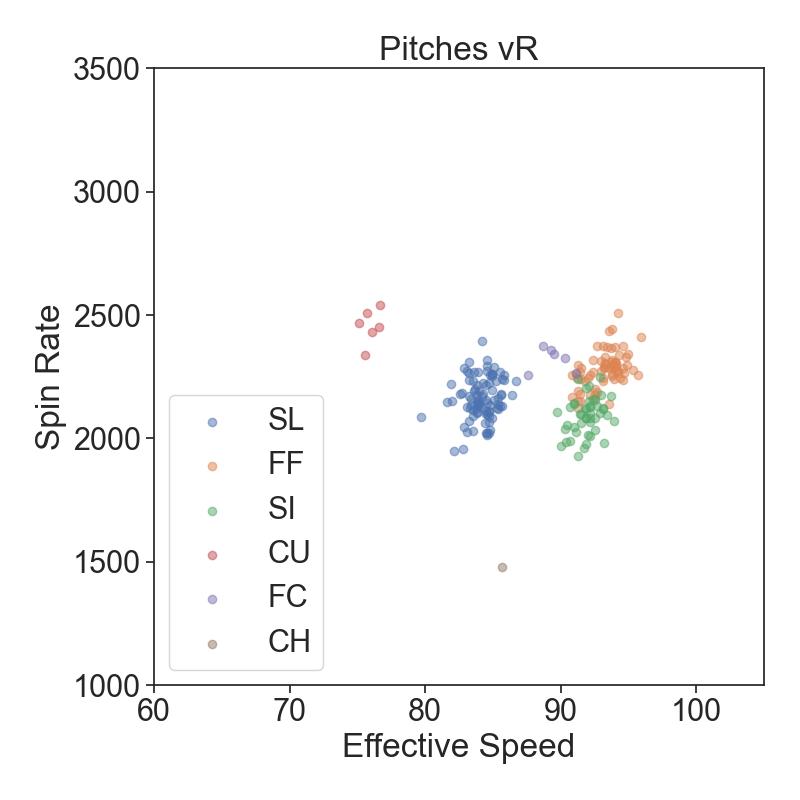 Pitches vR
3500
3000
2500
2000
1500
1000
Spin Rate
SL
FF
SI
CU
FC
CH
60 70 80 90 100
Effective Speed